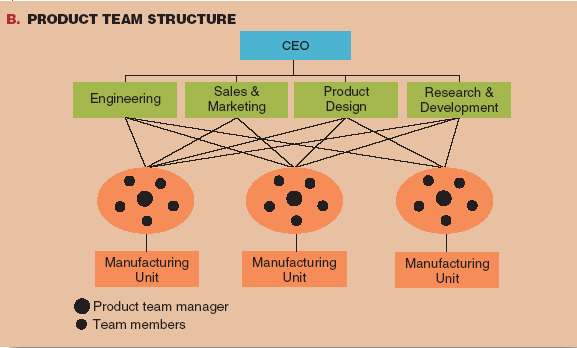 B. PRODUCT TEAM STRUCTURE
CEO
Engineering
Sales &
Marketing
Product
Design
Research &
Development
Manufacturing
Unit
Manufacturing
Unit
Manufacturing
Unit
Product team manager
Team members